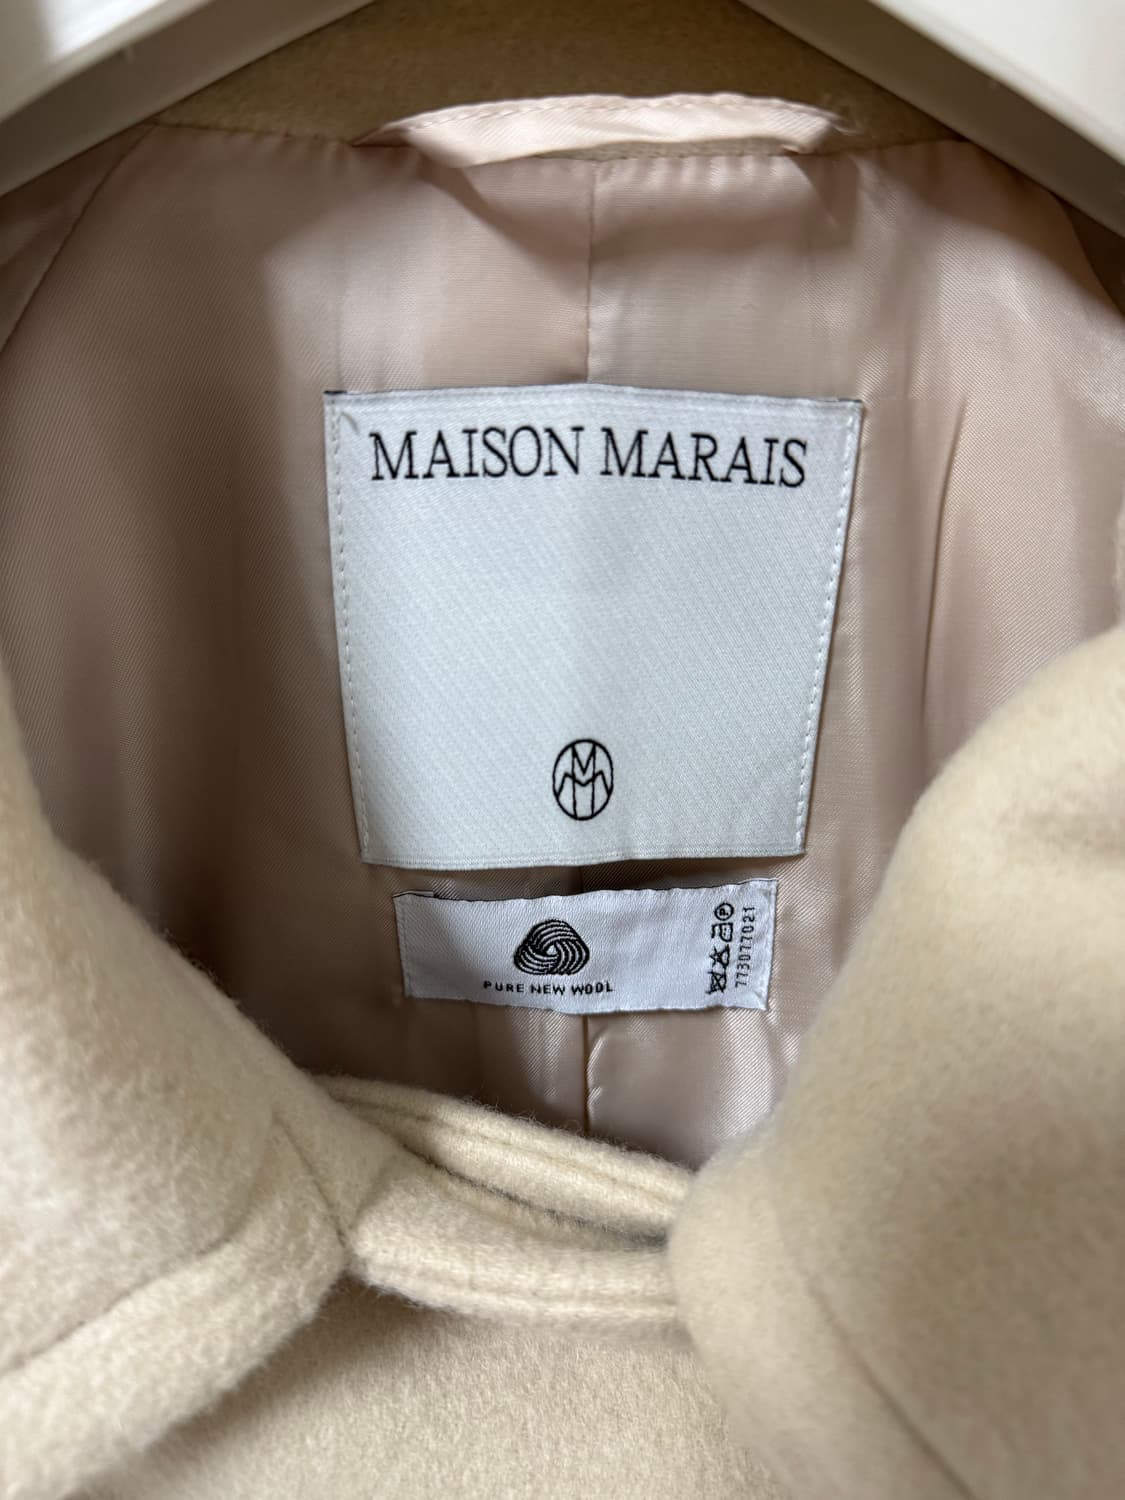 MAISON MARAIS
PURE NEW WOOL
P
773077021